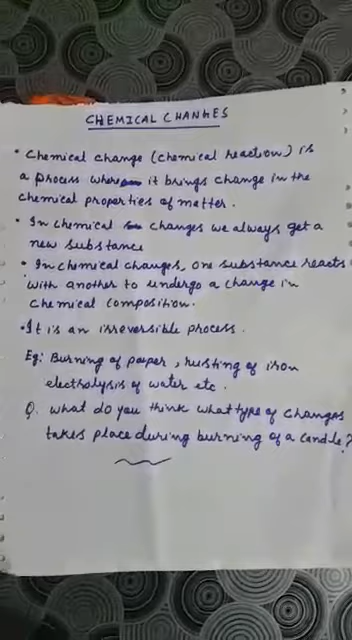 CHEMICAL CHANGES
• Chemical change (chemical reaction) is
a process where it brings change in the
chemical properties of matter.
• In chemical changes we always get a
new substance
• In chemical changes, one substance reacts
with another to undergo a change in
chemical composition.
• It is an irreversible process.
Eg: Burning of paper, rusting of iron
electrolysis of water etc.
Q. What do you think what type of changes
takes place during burning of a candle?